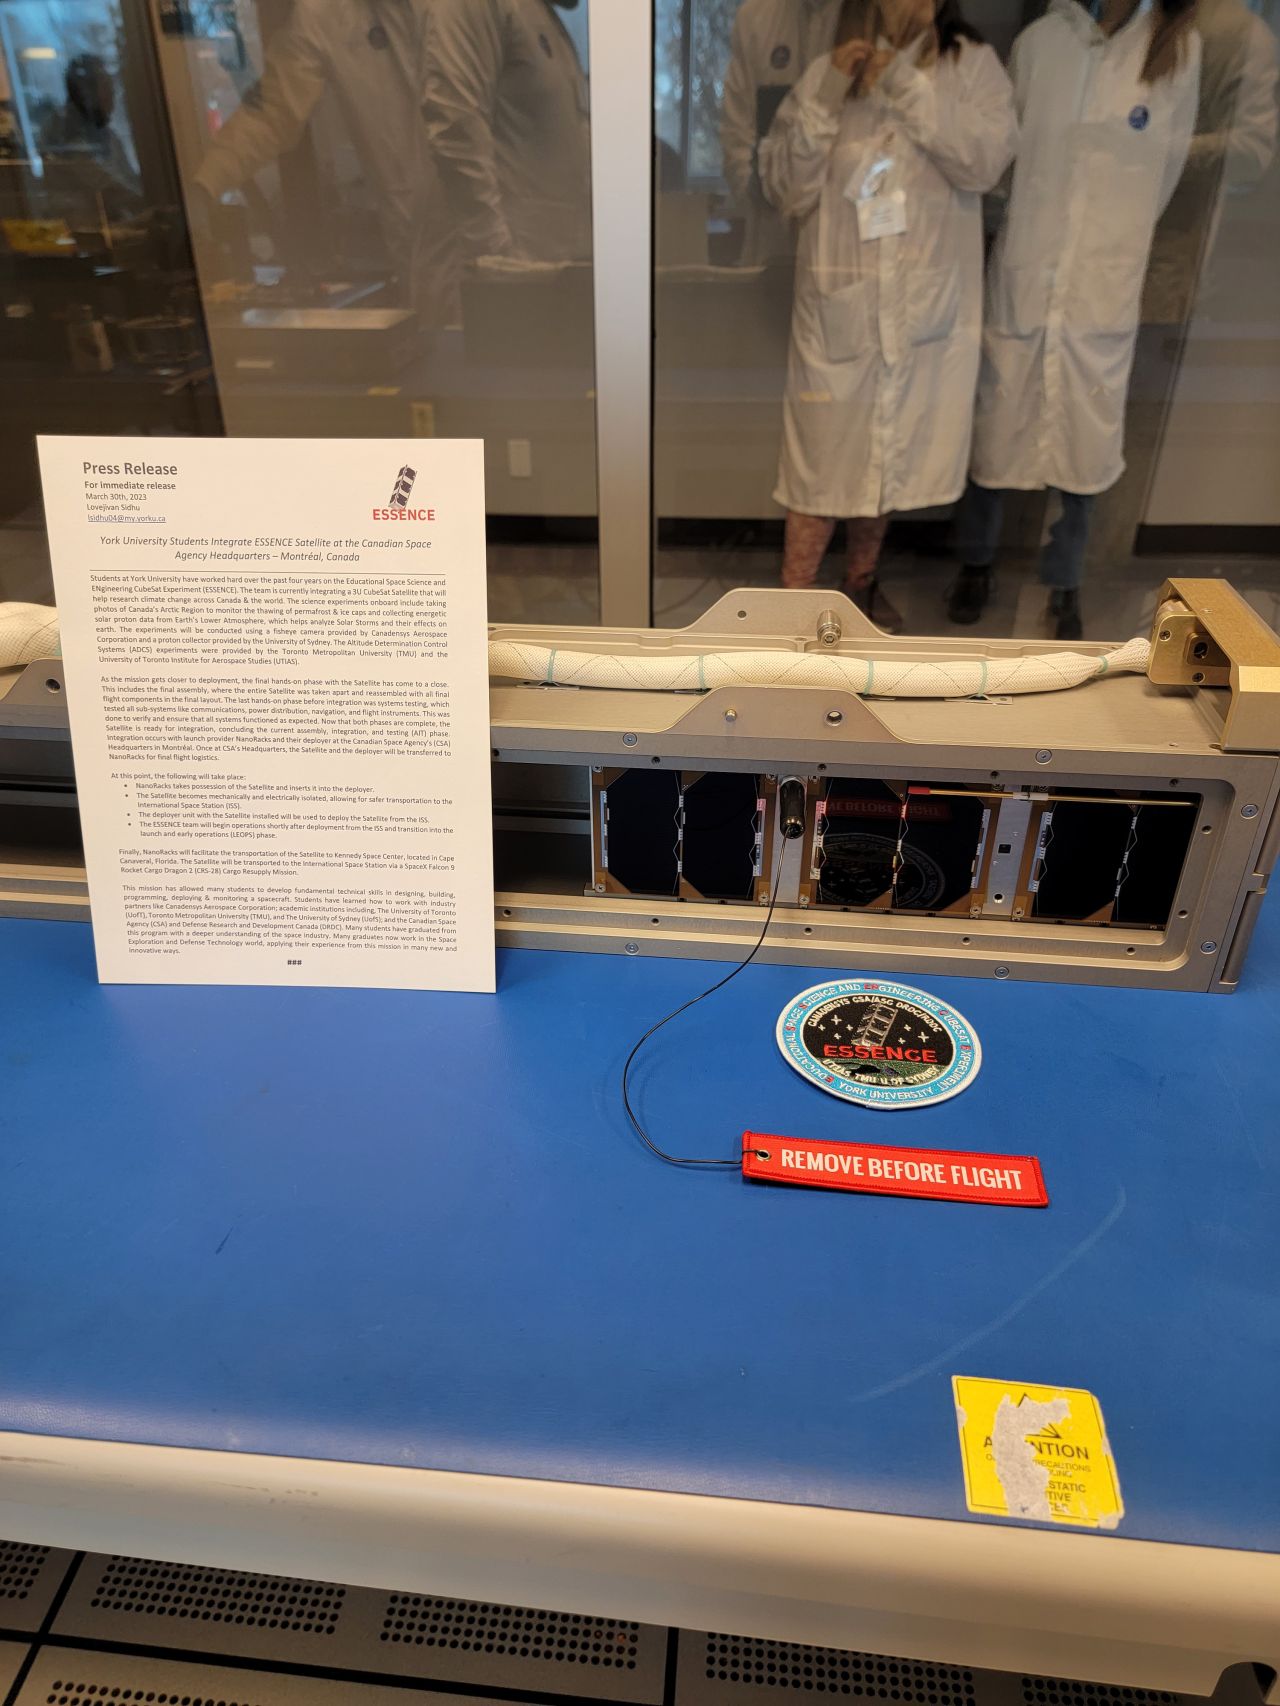 Press Release
For immediate release
March 30th, 2023
Lovejivan Sidhu
lsidhu04@my.yorku.ca
ESSENCE
York University Students Integrate ESSENCE Satellite at the Canadian Space
Agency Headquarters – Montréal, Canada
Students at York University have worked hard over the past four years on the Educational Space Science and
ENgineering CubeSat Experiment (ESSENCE). The team is currently integrating a 3U CubeSat Satellite that will
help research climate change across Canada & the world. The science experiments onboard include taking
photos of Canada's Arctic Region to monitor the thawing of permafrost & ice caps and collecting energetic
solar proton data from Earth's Lower Atmosphere, which helps analyze Solar Storms and their effects on
earth. The experiments will be conducted using a fisheye camera provided by Canadensys Aerospace
Corporation and a proton collector provided by the University of Sydney. The Altitude Determination Control
Systems (ADCS) experiments were provided by the Toronto Metropolitan University (TMU) and the
University of Toronto Institute for Aerospace Studies (UTIAS).
As the mission gets closer to deployment, the final hands-on phase with the Satellite has come to a close.
This includes the final assembly, where the entire Satellite was taken apart and reassembled with all final
flight components in the final layout. The last hands-on phase before integration was systems testing, which
tested all sub-systems like communications, power distribution, navigation, and flight instruments. This was
done to verify and ensure that all systems functioned as expected. Now that both phases are complete, the
Satellite is ready for integration, concluding the current assembly, integration, and testing (AIT) phase.
Integration occurs with launch provider NanoRacks and their deployer at the Canadian Space Agency's (CSA)
Headquarters in Montréal. Once at CSA's Headquarters, the Satellite and the deployer will be transferred to
NanoRacks for final flight logistics.
At this point, the following will take place:
• NanoRacks takes possession of the Satellite and inserts it into the deployer.
• The Satellite becomes mechanically and electrically isolated, allowing for safer transportation to the
International Space Station (ISS).
• The deployer unit with the Satellite installed will be used to deploy the Satellite from the ISS.
• The ESSENCE team will begin operations shortly after deployment from the ISS and transition into the
launch and early operations (LEOPS) phase.
Finally, NanoRacks will facilitate the transportation of the Satellite to Kennedy Space Center, located in Cape
Canaveral, Florida. The Satellite will be transported to the International Space Station via a SpaceX Falcon 9
Rocket Cargo Dragon 2 (CRS-28) Cargo Resupply Mission.
This mission has allowed many students to develop fundamental technical skills in designing, building,
programming, deploying & monitoring a spacecraft. Students have learned how to work with industry
partners like Canadensys Aerospace Corporation; academic institutions including, The University of Toronto
(UofT), Toronto Metropolitan University (TMU), and The University of Sydney (UofS); and the Canadian Space
Agency (CSA) and Defense Research and Development Canada (DRDC). Many students have graduated from
this program with a deeper understanding of the space industry. Many graduates now work in the Space
Exploration and Defense Technology world, applying their experience from this mission in many new and
innovative ways.
###
EDUCATIONAL SPACE SCIENCE AND ENGINEERING CUBESAT EXPERIMENT
CANADENSYS CSA/ASC DRDC/RDDC
ESSENCE
UTIAS TMU U OF SYDNEY
YORK UNIVERSITY
REMOVE BEFORE FLIGHT